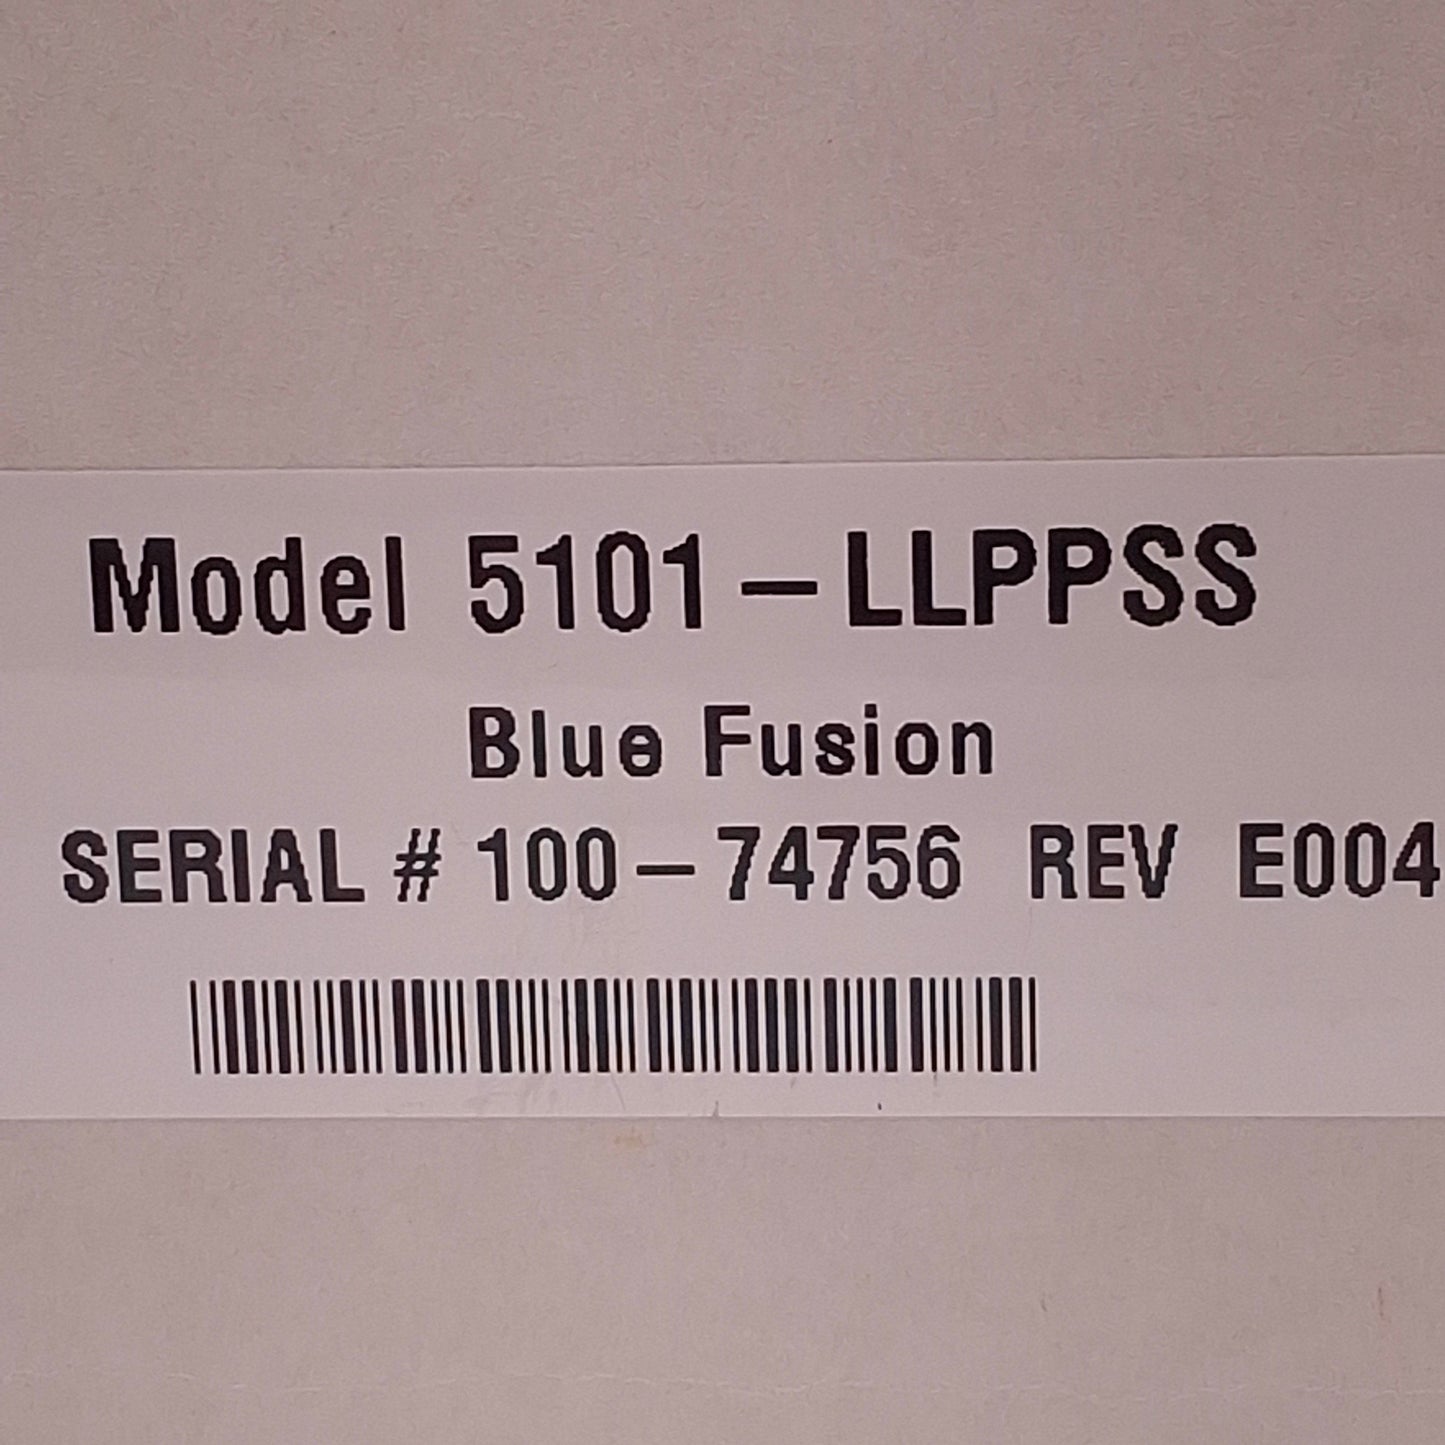 Model 5101-LLPPSS
Blue Fusion
SERIAL # 100-74756 REV E004